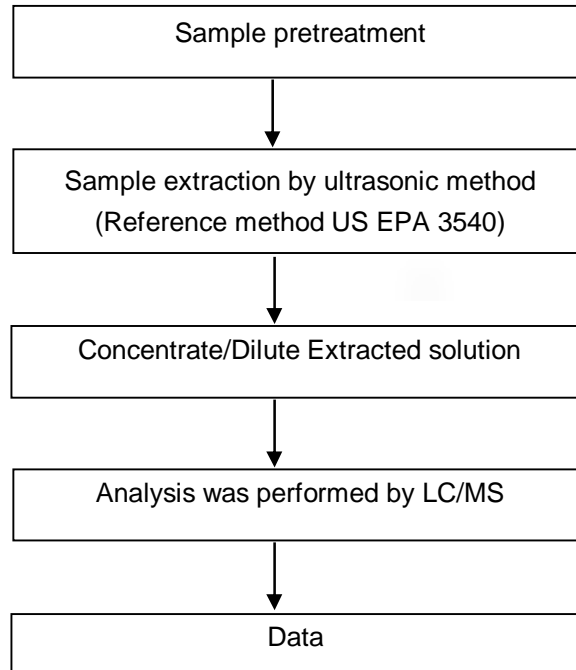 Sample pretreatment
Sample extraction by ultrasonic method
(Reference method US EPA 3540)
Concentrate/Dilute Extracted solution
Analysis was performed by LC/MS
Data